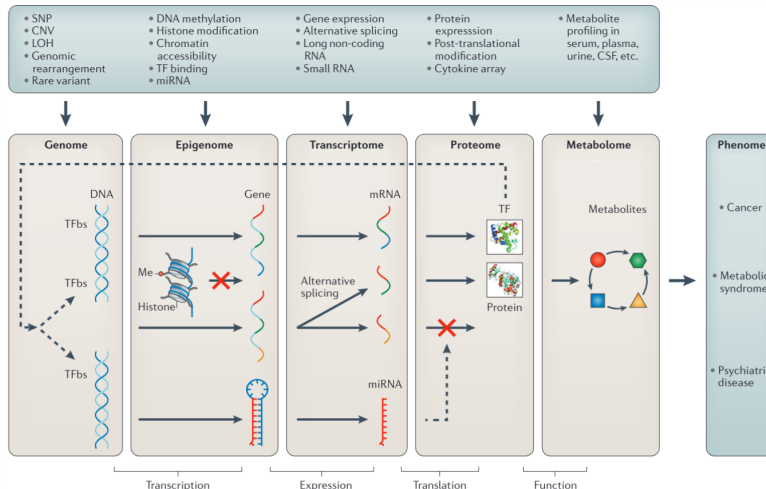 • SNP
• CNV
• LOH
• Genomic
rearrangement
• Rare variant
• DNA methylation
• Histone modification
• Chromatin
accessibility
• TF binding
• miRNA
• Gene expression
• Alternative splicing
• Long non-coding
RNA
• Small RNA
• Protein
expresssion
• Post-translational
modification
• Cytokine array
• Metabolite
profiling in
serum, plasma,
urine, CSF, etc.
Genome
Epigenome
Transcriptome
Proteome
Metabolome
Phenome
DNA
Gene
mRNA
TF
Metabolites
TFbs
TFbs
TFbs
Me
Histone
Alternative
splicing
Protein
miRNA
• Cancer
• Metabolic
syndrome
• Psychiatri
disease
Transcription
Expression
Translation
Function